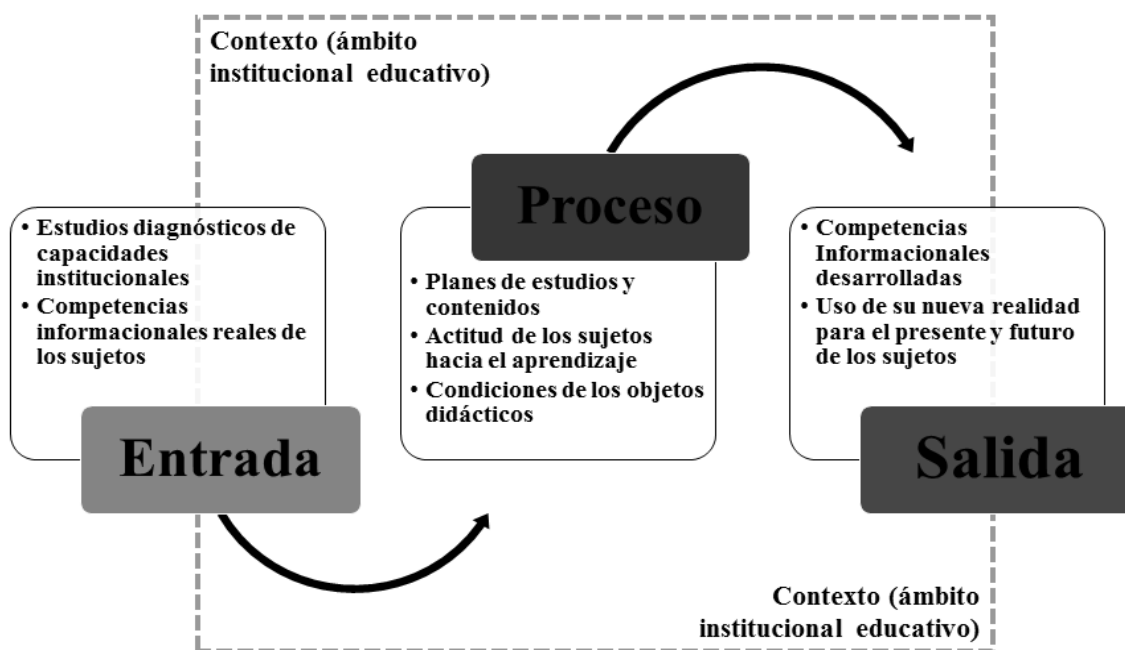 Contexto (ámbito
institucional educativo)
• Estudios diagnósticos de
capacidades
institucionales
• Competencias
informacionales reales de
los sujetos
Entrada
Proceso
• Planes de estudios y
contenidos
• Actitud de los sujetos
hacia el aprendizaje
• Condiciones de los objetos
didácticos
• Competencias
Informacionales
desarrolladas
• Uso de su nueva realidad
para el presente y futuro
de los sujetos
Salida
Contexto (ámbito
institucional educativo)